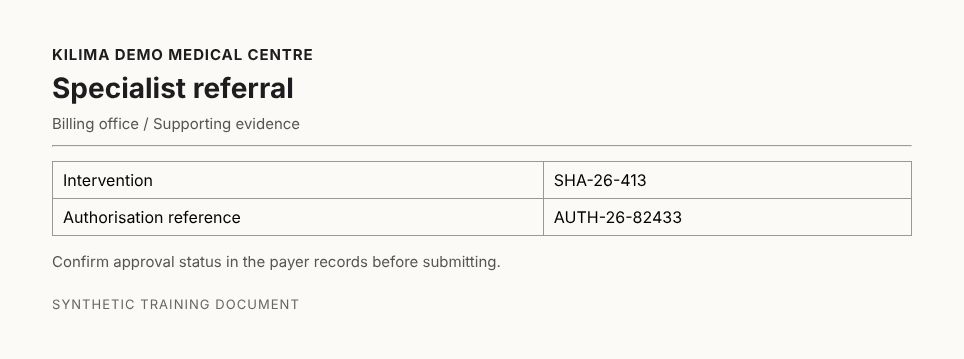 KILIMA DEMO MEDICAL CENTRE
Specialist referral
Billing office / Supporting evidence
Intervention SHA-26-413
Authorisation reference AUTH-26-82433
Confirm approval status in the payer records before submitting.
SYNTHETIC TRAINING DOCUMENT